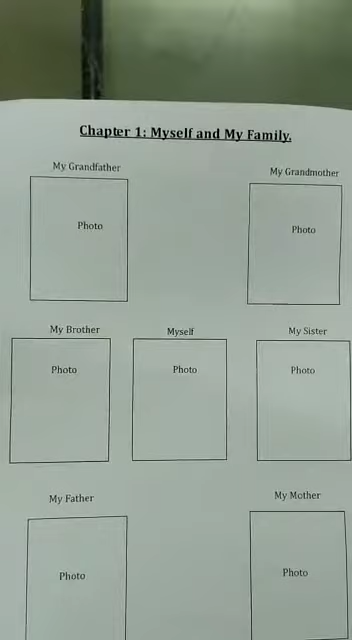 Chapter 1: Myself and My Family.
My Grandfather
My Grandmother
Photo
Photo
My Brother
Myself
My Sister
Photo
Photo
Photo
My Father
My Mother
Photo
Photo